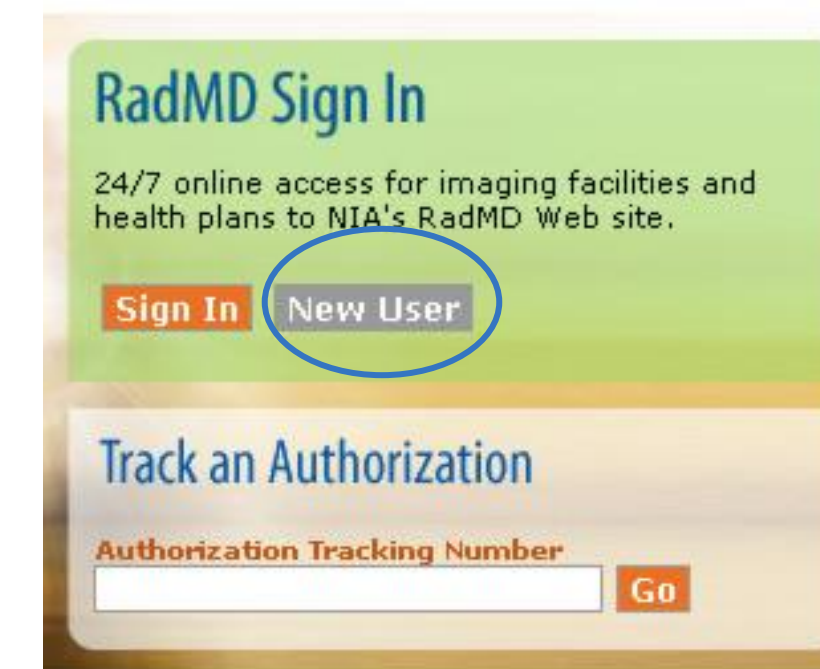 RadMD Sign In
24/7 online access for imaging facilities and
health plans to NIA's RadMD Web site.
Sign In New User
Track an Authorization
Authorization Tracking Number
Go